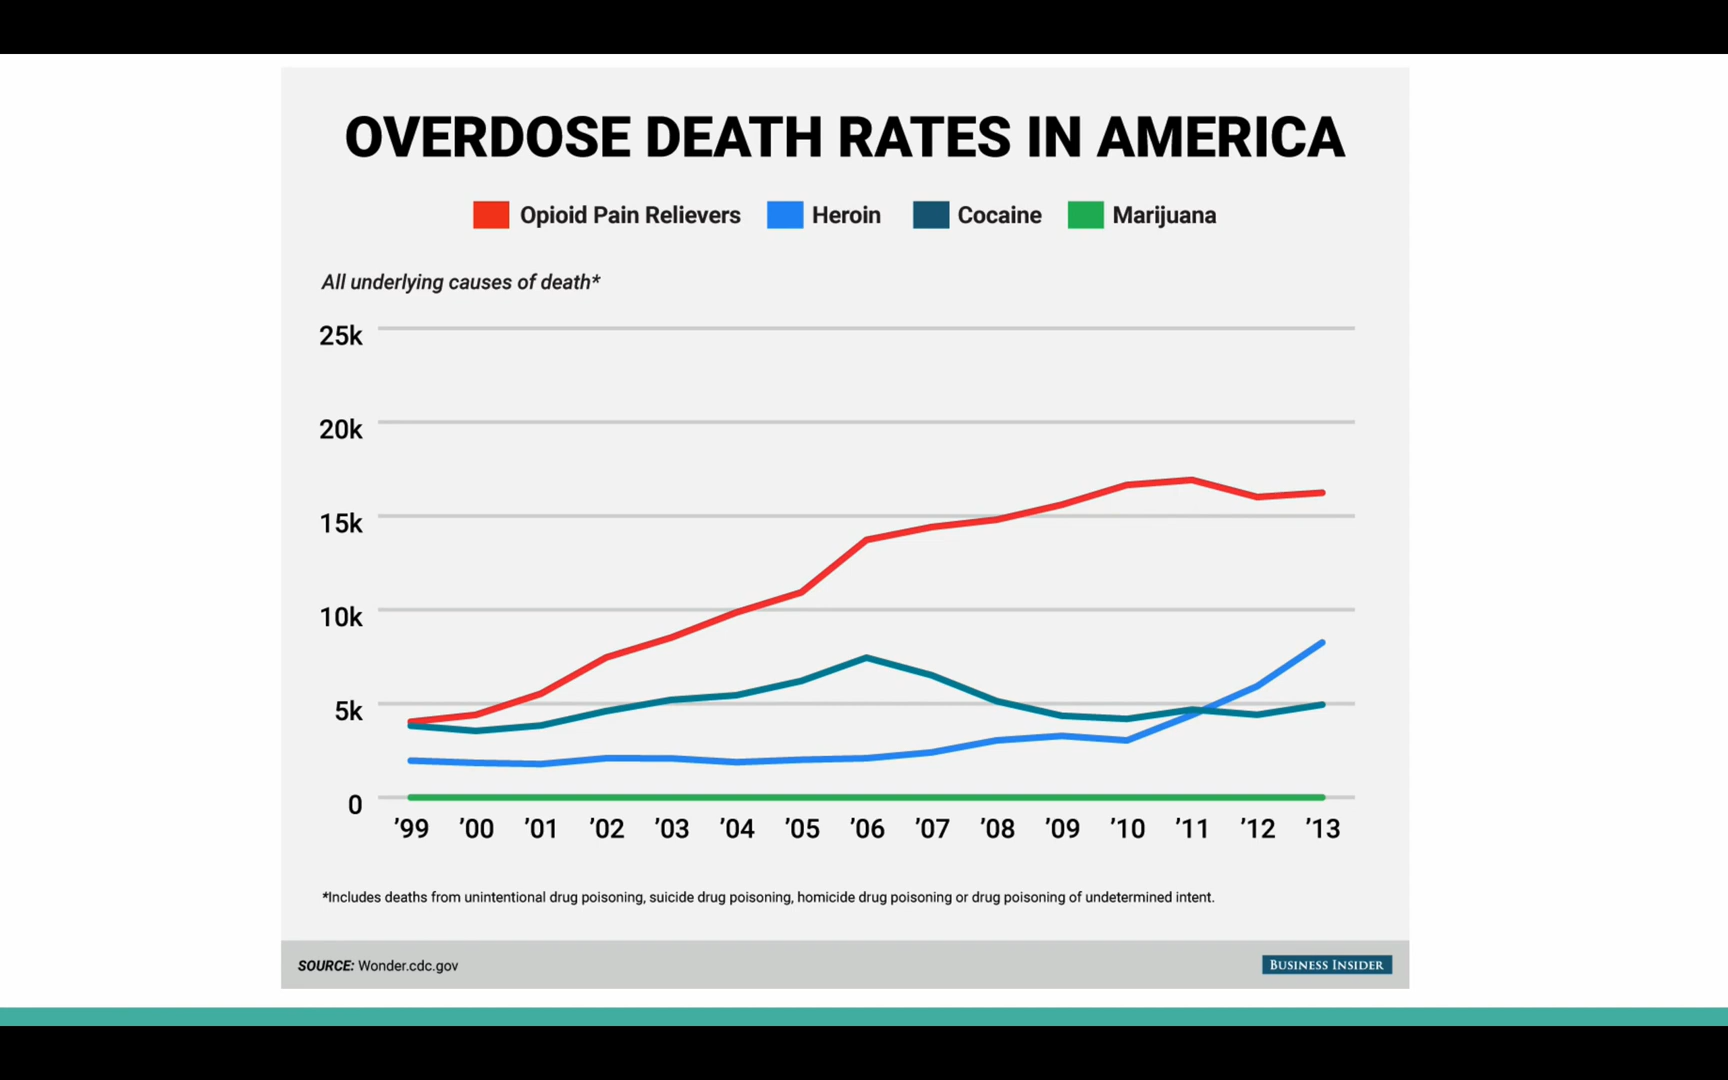 OVERDOSE DEATH RATES IN AMERICA
Opioid Pain Relievers Heroin Cocaine Marijuana
All underlying causes of death*
25k
20k
15k
10k
5k
0
’99 ’00 ’01 ’02 ’03 ’04 ’05 ’06 ’07 ’08 ’09 ’10 ’11 ’12 ’13
*Includes deaths from unintentional drug poisoning, suicide drug poisoning, homicide drug poisoning or drug poisoning of undetermined intent.
SOURCE: Wonder.cdc.gov BUSINESS INSIDER